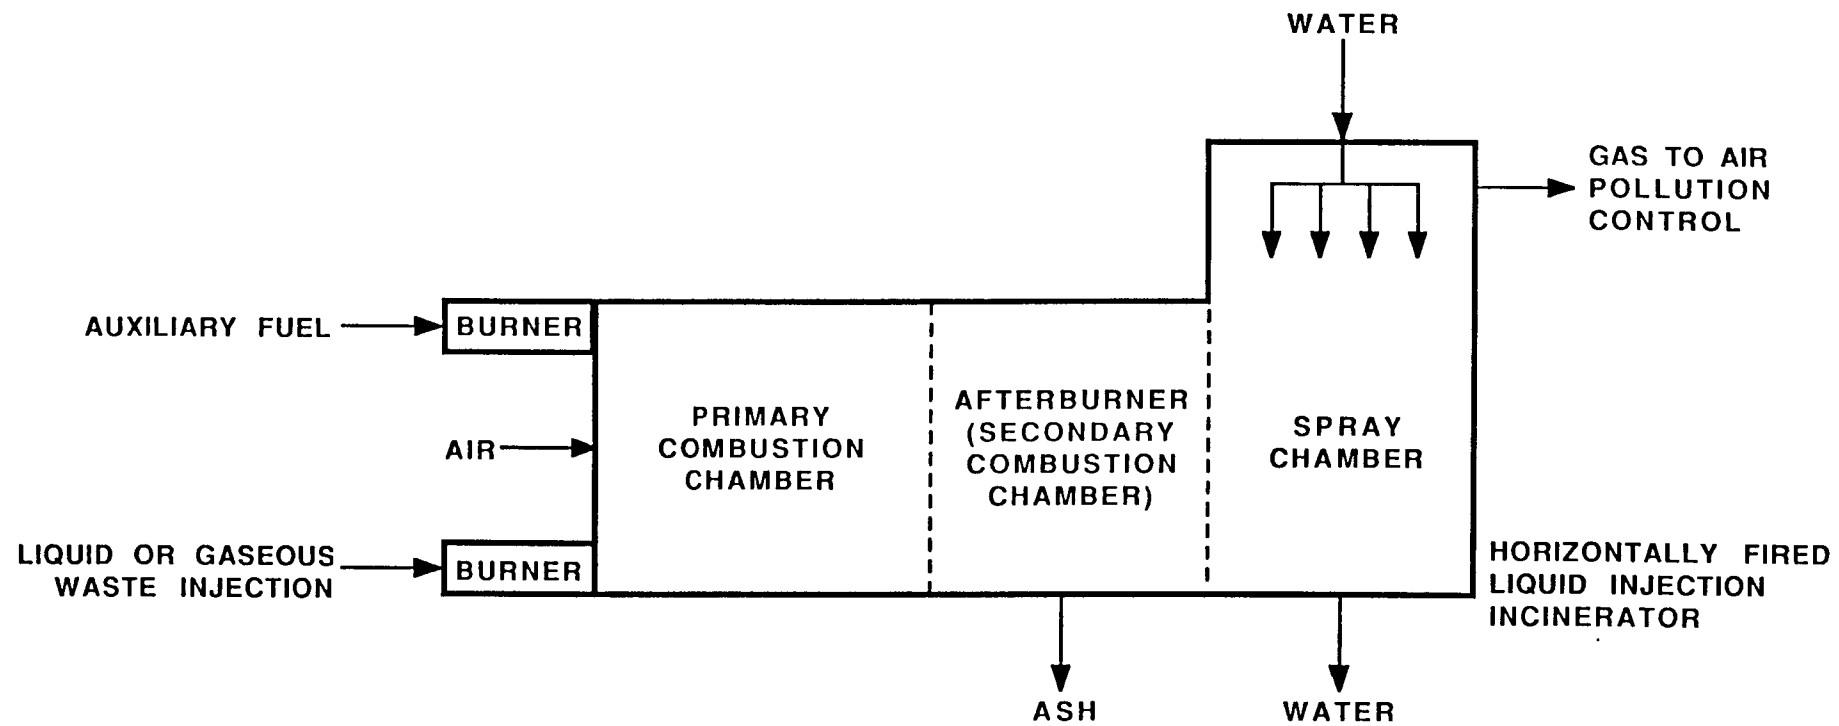 WATER
GAS TO AIR
POLLUTION
CONTROL
AUXILIARY FUEL
BURNER
AIR
PRIMARY
COMBUSTION
CHAMBER
AFTERBURNER
(SECONDARY
COMBUSTION
CHAMBER)
SPRAY
CHAMBER
LIQUID OR GASEOUS
WASTE INJECTION
BURNER
HORIZONTALLY FIRED
LIQUID INJECTION
INCINERATOR
ASH
WATER